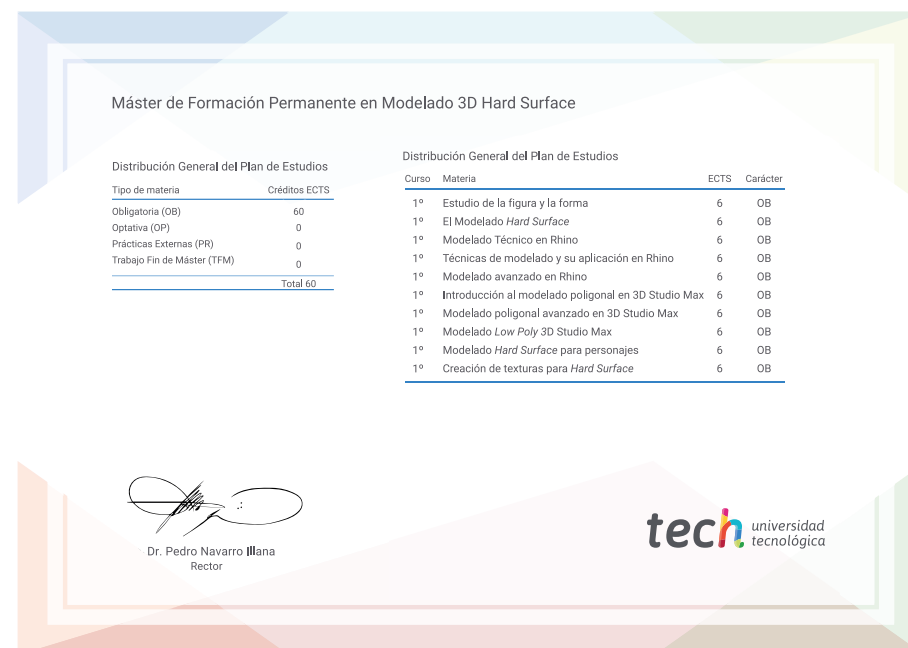 Máster de Formación Permanente en Modelado 3D Hard Surface
Distribución General del Plan de Estudios
Tipo de materia Créditos ECTS
Obligatoria (OB) 60
Optativa (OP) 0
Prácticas Externas (PR) 0
Trabajo Fin de Máster (TFM) 0
Total 60
Distribución General del Plan de Estudios
Curso Materia ECTS Carácter
1º Estudio de la figura y la forma 6 OB
1º El Modelado Hard Surface 6 OB
1º Modelado Técnico en Rhino 6 OB
1º Técnicas de modelado y su aplicación en Rhino 6 OB
1º Modelado avanzado en Rhino 6 OB
1º Introducción al modelado poligonal en 3D Studio Max 6 OB
1º Modelado poligonal avanzado en 3D Studio Max 6 OB
1º Modelado Low Poly 3D Studio Max 6 OB
1º Modelado Hard Surface para personajes 6 OB
1º Creación de texturas para Hard Surface 6 OB
Dr. Pedro Navarro Illana
Rector
tech universidad
tecnológica